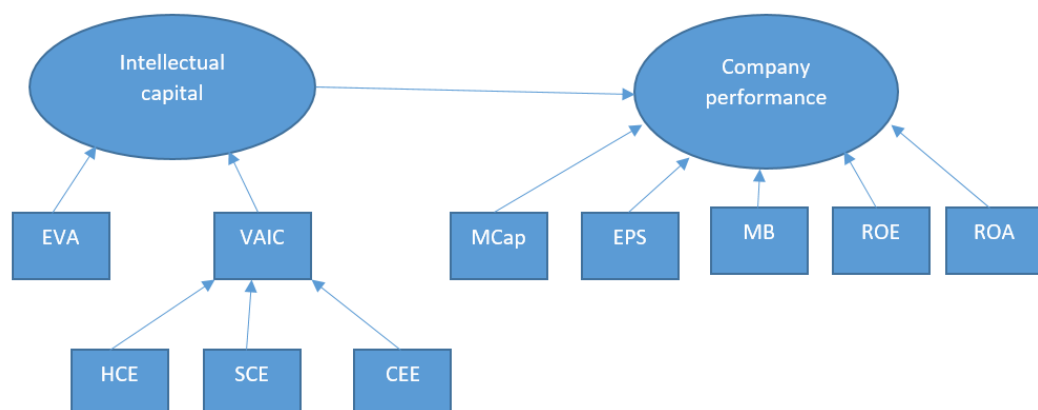 Intellectual
capital
Company
performance
EVA
VAIC
MCap
EPS
MB
ROE
ROA
HCE
SCE
CEE